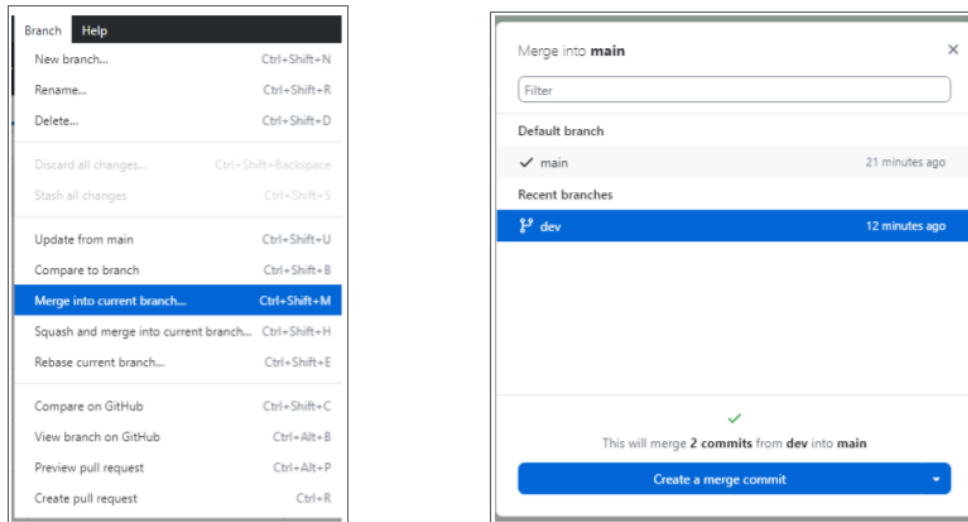 Branch Help
New branch... Ctrl+Shift+N
Rename... Ctrl+Shift+R
Delete... Ctrl+Shift+D
Discard all changes... Ctrl+Shift+Backspace
Stash all changes Ctrl+Shift+S
Update from main Ctrl+Shift+U
Compare to branch Ctrl+Shift+B
Merge into current branch... Ctrl+Shift+M
Squash and merge into current branch... Ctrl+Shift+H
Rebase current branch... Ctrl+Shift+E
Compare on GitHub Ctrl+Shift+C
View branch on GitHub Ctrl+Alt+B
Preview pull request Ctrl+Alt+P
Create pull request Ctrl+R
Merge into main
Filter
Default branch
main 21 minutes ago
Recent branches
dev 12 minutes ago
This will merge 2 commits from dev into main
Create a merge commit